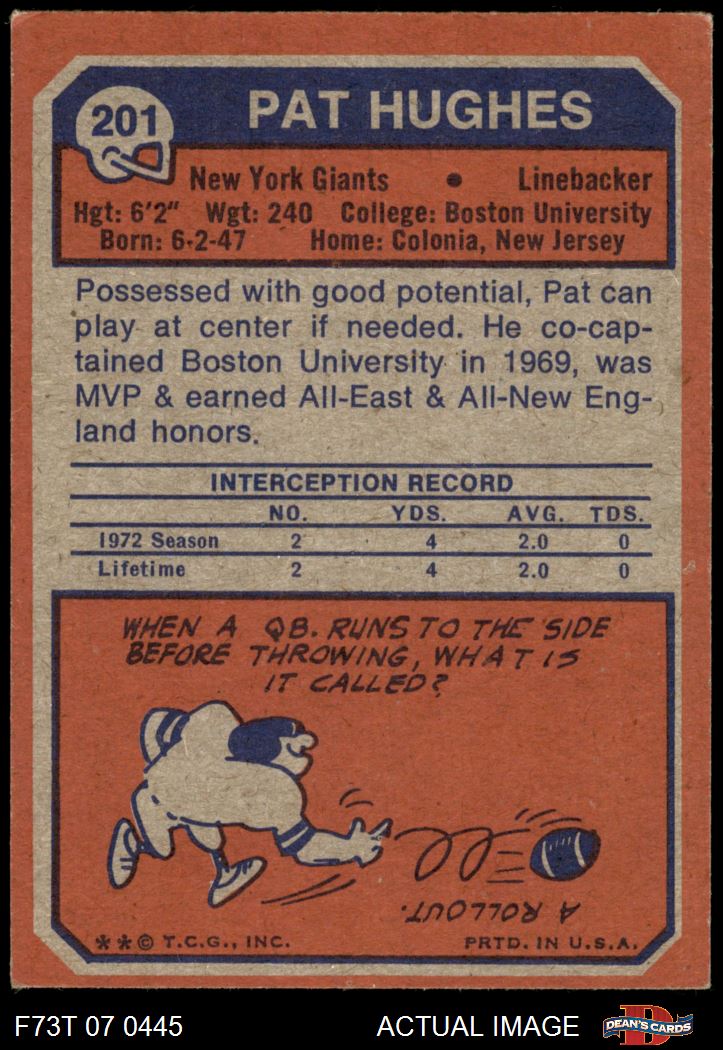 201
PAT HUGHES
New York Giants • Linebacker
Hgt: 6'2" Wgt: 240 College: Boston University
Born: 6-2-47 Home: Colonia, New Jersey
Possessed with good potential, Pat can
play at center if needed. He co-cap-
tained Boston University in 1969, was
MVP & earned All-East & All-New Eng-
land honors.
INTERCEPTION RECORD
NO. YDS. AVG. TDS.
1972 Season 2 4 2.0 0
Lifetime 2 4 2.0 0
WHEN A QB. RUNS TO THE SIDE
BEFORE THROWING, WHAT IS
IT CALLED?
A ROLLOUT.
**© T.C.G., INC. PRTD. IN U.S.A.
F73T 07 0445 ACTUAL IMAGE DEAN'S CARDS